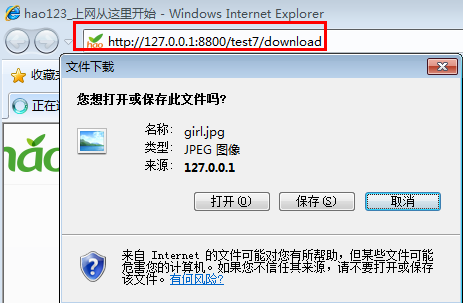 hao123_上网从这里开始 - Windows Internet Explorer
hao http://127.0.0.1:8800/test7/download
文件下载
收藏夹
正在连
您想打开或保存此文件吗?
名称: girl.jpg
类型: JPEG 图像
来源: 127.0.0.1
打开(O) 保存(S) 取消
hao
来自 Internet 的文件可能对您有所帮助，但某些文件可能
危害您的计算机。如果您不信任其来源，请不要打开或保存
该文件。有何风险?